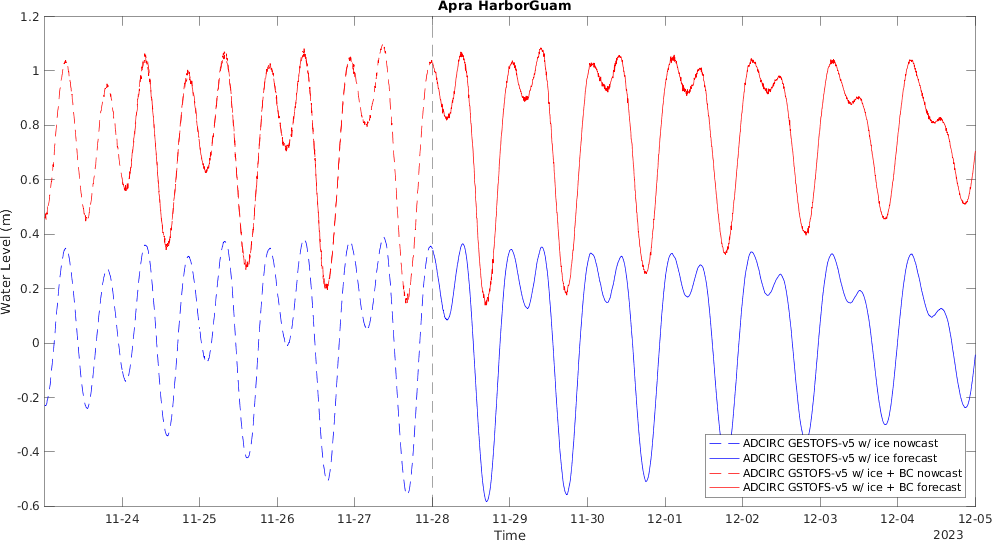 Apra HarborGuam
1.2
1
0.8
0.6
0.4
0.2
0
-0.2
-0.4
-0.6
Water Level (m)
ADCIRC GESTOFS-v5 w/ ice nowcast
ADCIRC GESTOFS-v5 w/ ice forecast
ADCIRC GSTOFS-v5 w/ ice + BC nowcast
ADCIRC GSTOFS-v5 w/ ice + BC forecast
11-24 11-25 11-26 11-27 11-28 11-29 11-30 12-01 12-02 12-03 12-04 12-05
Time
2023